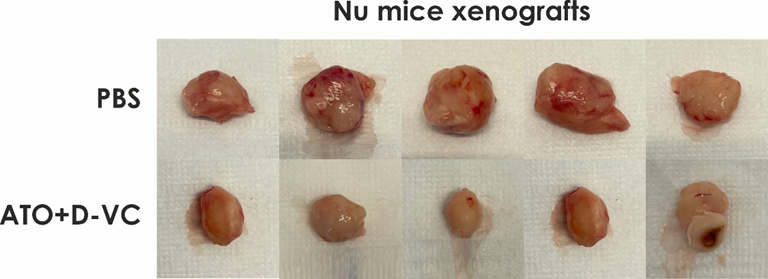 Nu mice xenografts
PBS
ATO+D-VC